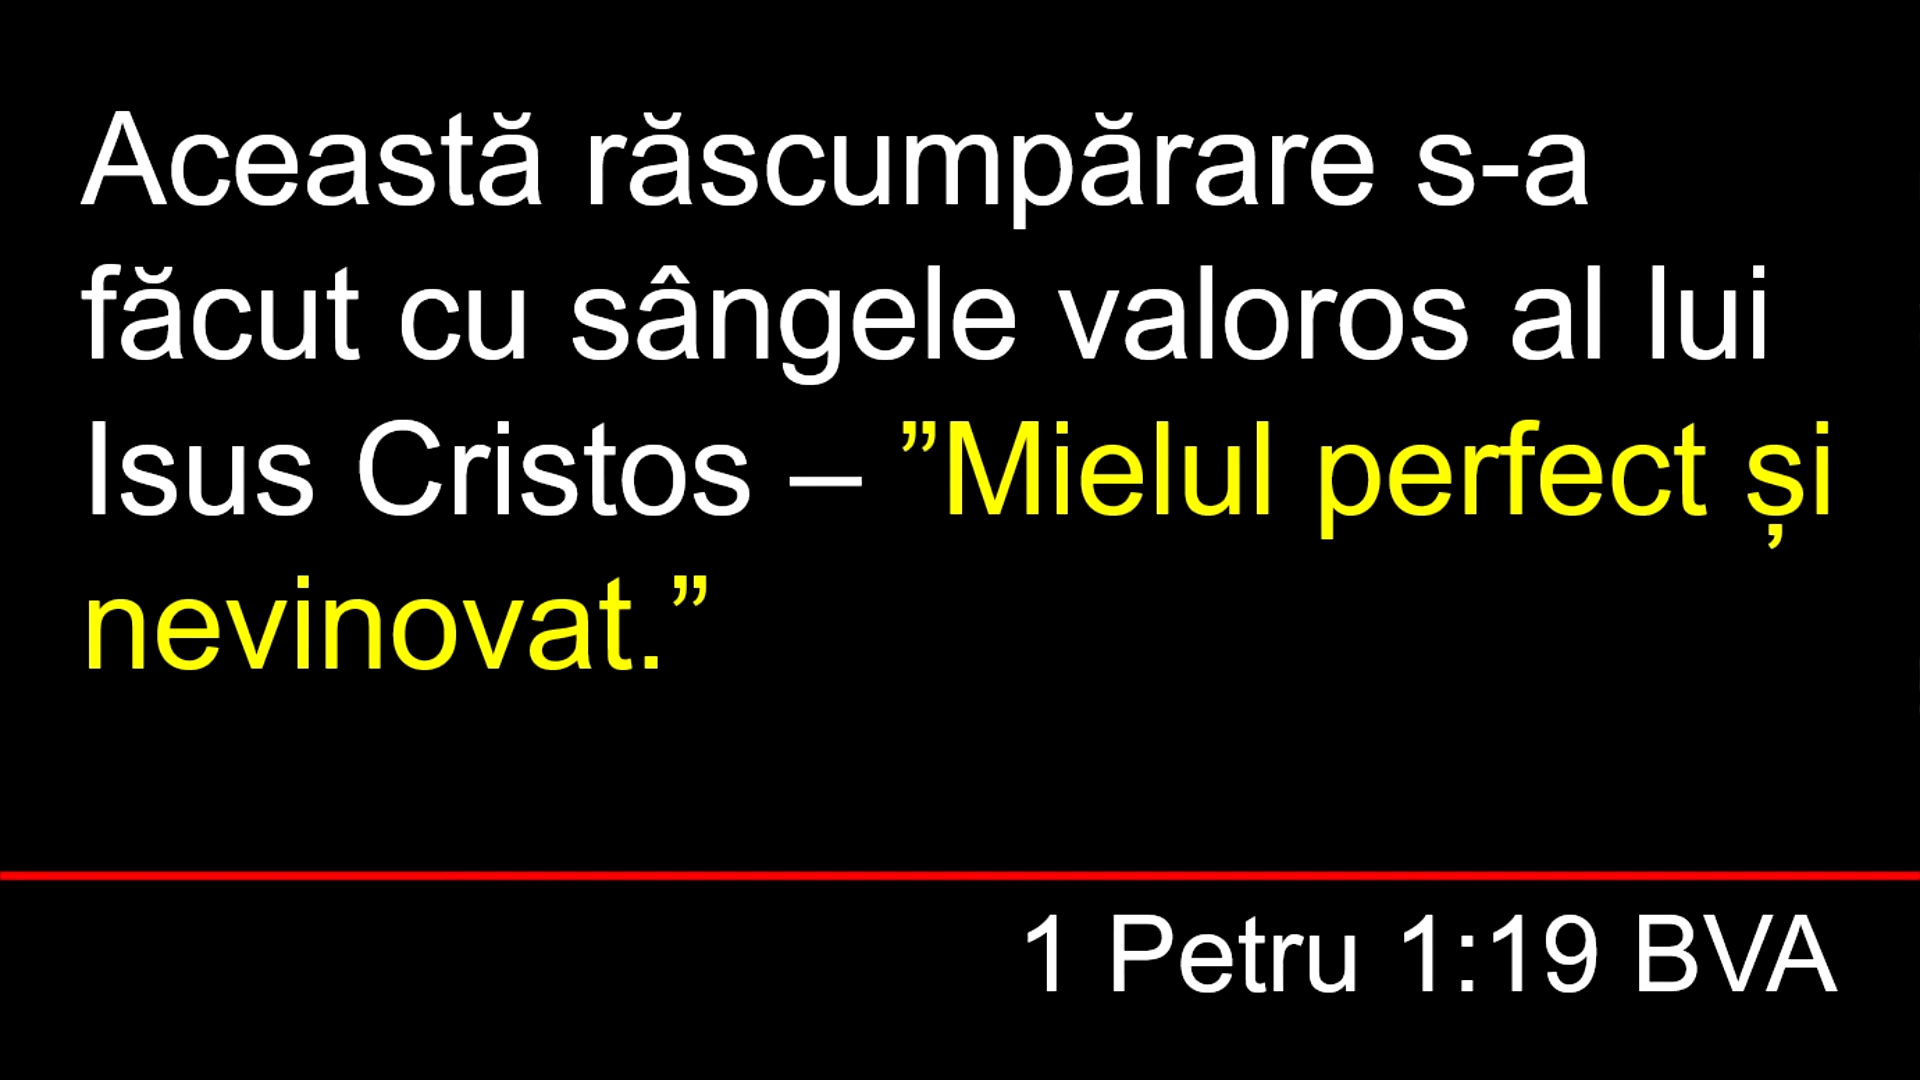 Această răscumpărare s-a
făcut cu sângele valoros al lui
Isus Cristos – ”Mielul perfect și
nevinovat.”
1 Petru 1:19 BVA